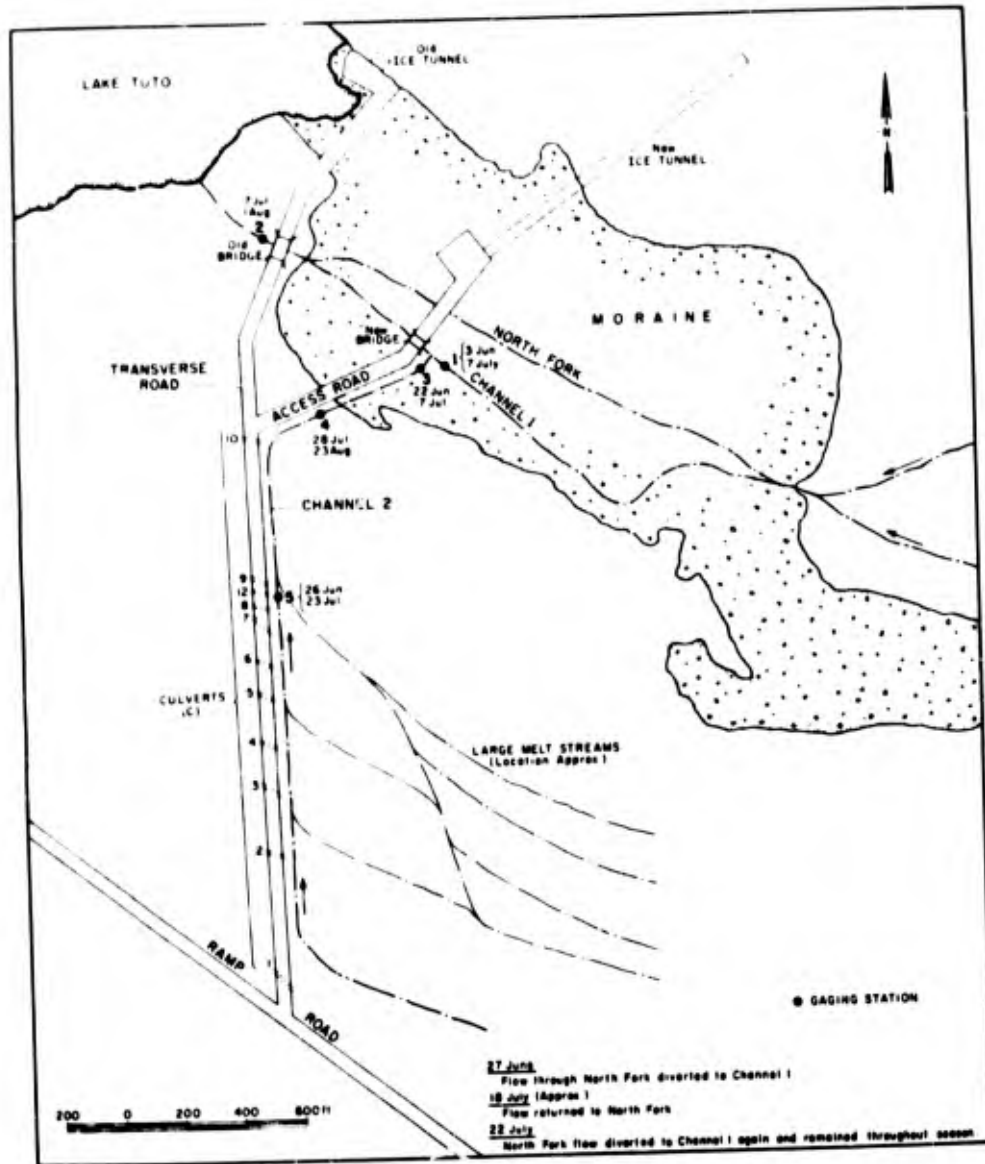 LAKE TUTO
Old
ICE TUNNEL
N
New
ICE TUNNEL
7 Jul
1 Aug
2
Old
BRIDGE
MORAINE
New
BRIDGE
NORTH FORK
1
3 Jun
7 July
TRANSVERSE
ROAD
ACCESS ROAD
3
22 Jun
7 Jul
CHANNEL 1
4
28 Jul
23 Aug
10
CHANNEL 2
9
12
8
7
5
26 Jun
23 Jul
6
CULVERTS
(C)
5
4
3
2
1
LARGE MELT STREAMS
(Location Approx)
RAMP
ROAD
GAGING STATION
27 June
Flow through North Fork diverted to Channel 1
18 July (Approx)
Flow returned to North Fork
22 July
North Fork flow diverted to Channel 1 again and remained throughout season
200 0 200 400 600 ft